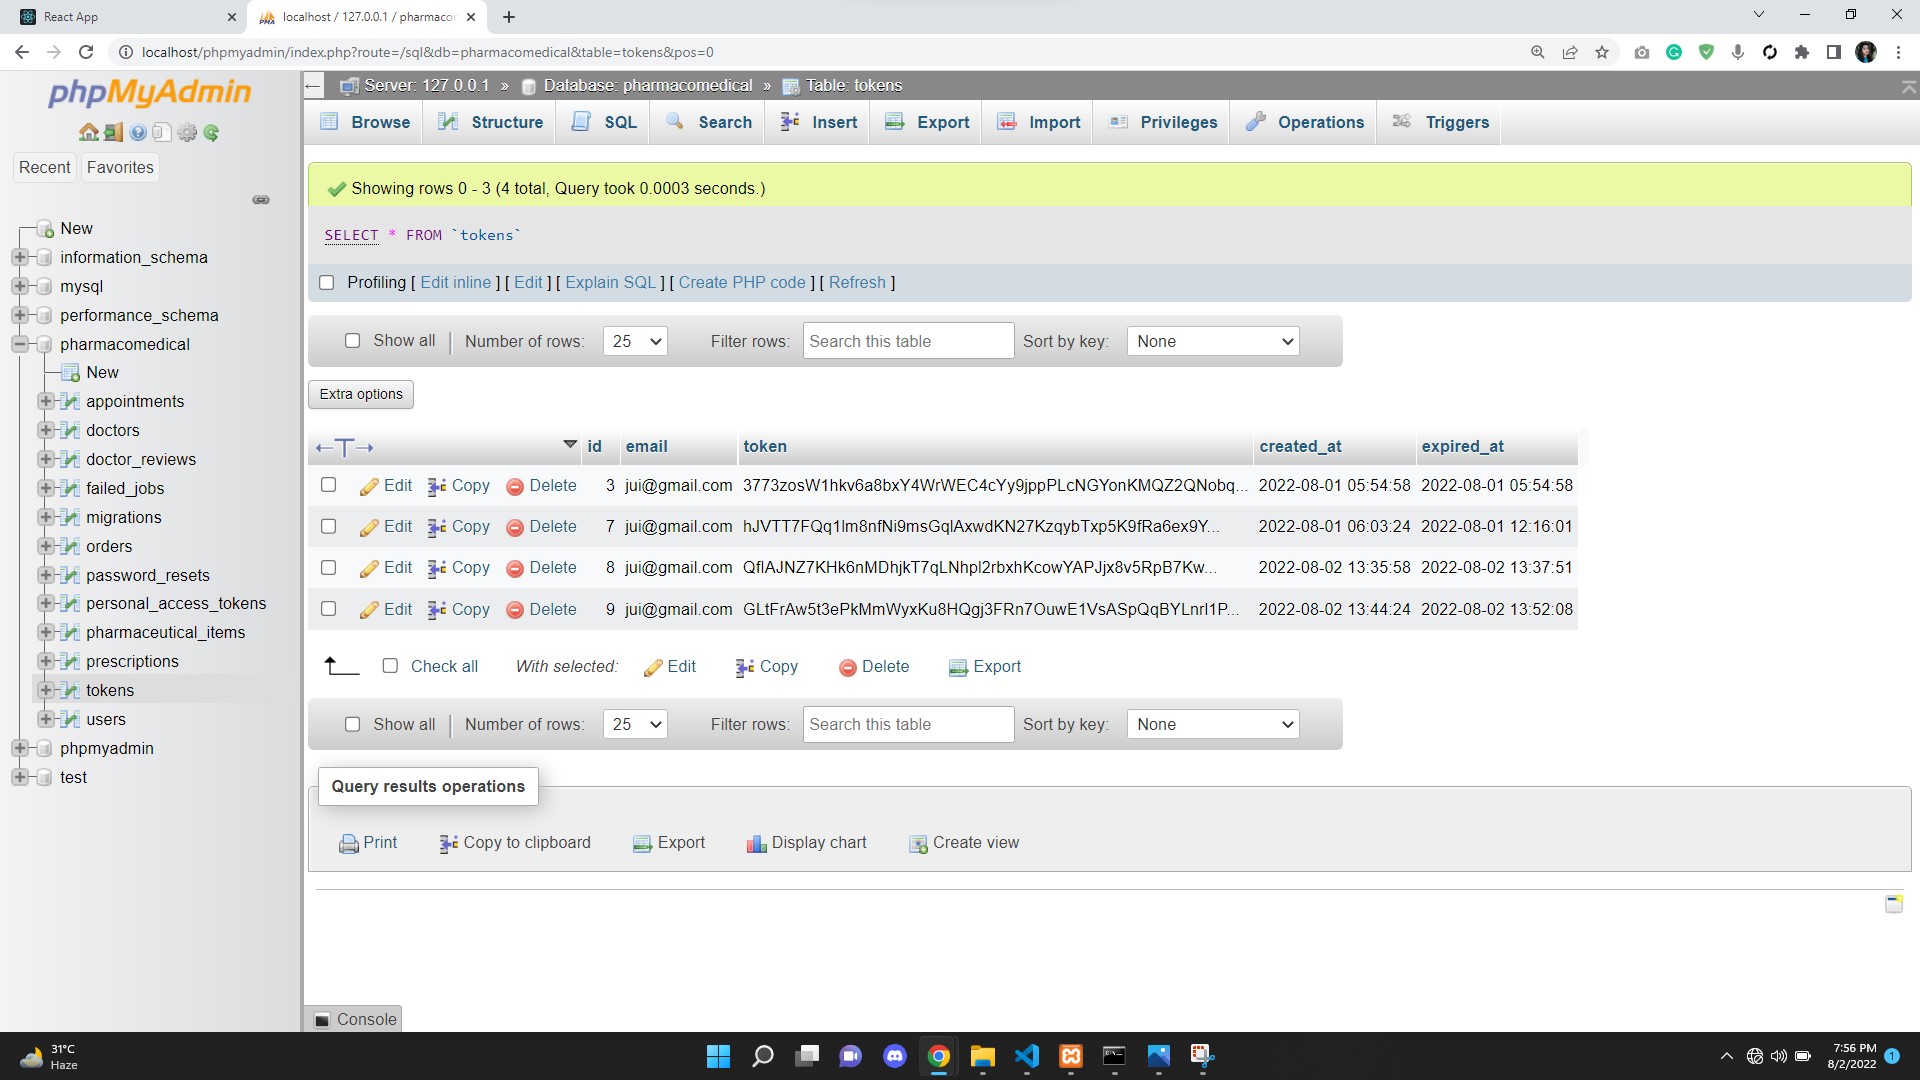 React App
localhost / 127.0.0.1 / pharmacom
localhost/phpmyadmin/index.php?route=/sql&db=pharmacomedical&table=tokens&pos=0
phpMyAdmin
Recent Favorites
New
information_schema
mysql
performance_schema
pharmacomedical
New
appointments
doctors
doctor_reviews
failed_jobs
migrations
orders
password_resets
personal_access_tokens
pharmaceutical_items
prescriptions
tokens
users
phpmyadmin
test
Server: 127.0.0.1 » Database: pharmacomedical » Table: tokens
Browse Structure SQL Search Insert Export Import Privileges Operations Triggers
Showing rows 0 - 3 (4 total, Query took 0.0003 seconds.)
SELECT * FROM `tokens`
Profiling [ Edit inline ] [ Edit ] [ Explain SQL ] [ Create PHP code ] [ Refresh ]
Show all | Number of rows: 25 Filter rows: Search this table Sort by key: None
Extra options
id email token created_at expired_at
Edit Copy Delete 3 jui@gmail.com 3773zosW1hkv6a8bxY4WrWEC4cYy9jppPLcNGYonKMQZ2QNobq... 2022-08-01 05:54:58 2022-08-01 05:54:58
Edit Copy Delete 7 jui@gmail.com hJVTT7FQq1lm8nfNi9msGqlAxwdKN27KzqybTxp5K9fRa6ex9Y... 2022-08-01 06:03:24 2022-08-01 12:16:01
Edit Copy Delete 8 jui@gmail.com QflAJNZ7KHk6nMDhjkT7qLNhpl2rbxhKcowYAPJjx8v5RpB7Kw... 2022-08-02 13:35:58 2022-08-02 13:37:51
Edit Copy Delete 9 jui@gmail.com GLtFrAw5t3ePkMmWyxKu8HQgj3FRn7OuwE1VsASpQqBYLnrI1P... 2022-08-02 13:44:24 2022-08-02 13:52:08
Check all With selected: Edit Copy Delete Export
Show all | Number of rows: 25 Filter rows: Search this table Sort by key: None
Query results operations
Print Copy to clipboard Export Display chart Create view
Console
31°C
Haze
7:56 PM
8/2/2022
1